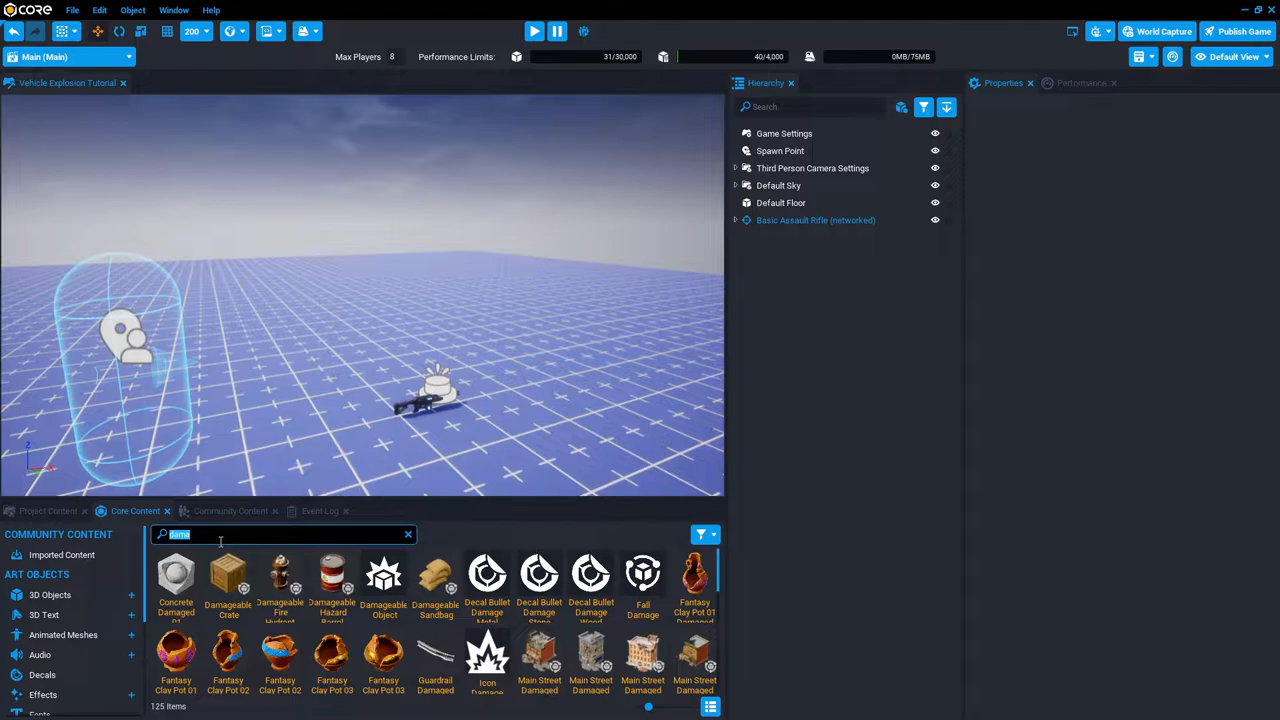 CORE File Edit Object Window Help
200 World Capture Publish Game
Main (Main) Max Players 8 Performance Limits: 31/30,000 40/4,000 0MB/75MB Default View
Vehicle Explosion Tutorial Hierarchy Properties Performance
Search
Game Settings
Spawn Point
Third Person Camera Settings
Default Sky
Default Floor
Basic Assault Rifle (networked)
Z
Project Content Core Content Community Content Event Log
COMMUNITY CONTENT
dama
Imported Content
ART OBJECTS
3D Objects
3D Text
Animated Meshes
Audio
Decals
Effects
Fonts
Concrete Damaged 01
Damageable Crate
Damageable Fire Hydrant
Damageable Hazard Barrel
Damageable Object
Damageable Sandbag
Decal Bullet Damage Metal
Decal Bullet Damage Stone
Decal Bullet Damage Wood
Fall Damage
Fantasy Clay Pot 01 Damaged
Fantasy Clay Pot 01
Fantasy Clay Pot 02
Fantasy Clay Pot 02
Fantasy Clay Pot 03
Fantasy Clay Pot 03
Guardrail Damaged
Icon Damage
Main Street Damaged
Main Street Damaged
Main Street Damaged
Main Street Damaged
125 Items